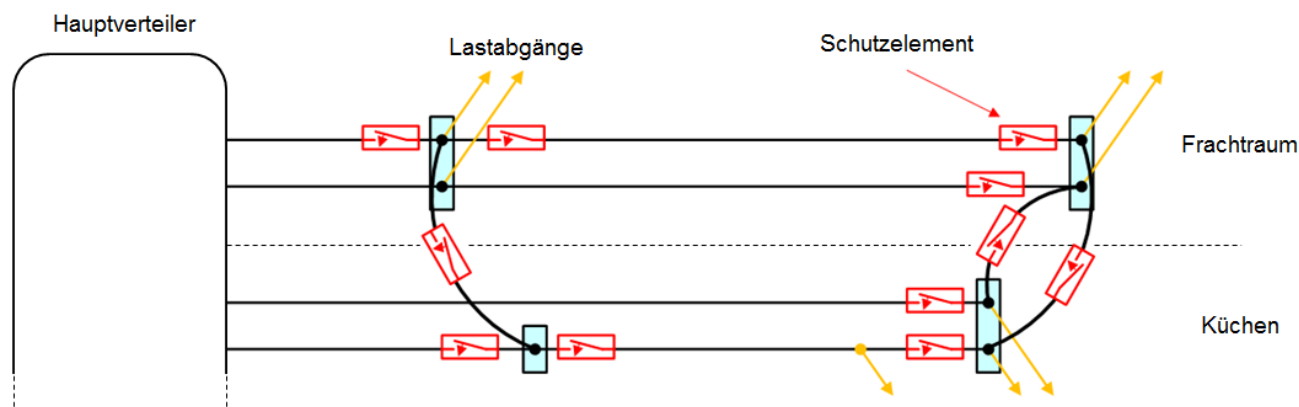 Hauptverteiler
Lastabgänge
Schutzelement
Frachtraum
Küchen